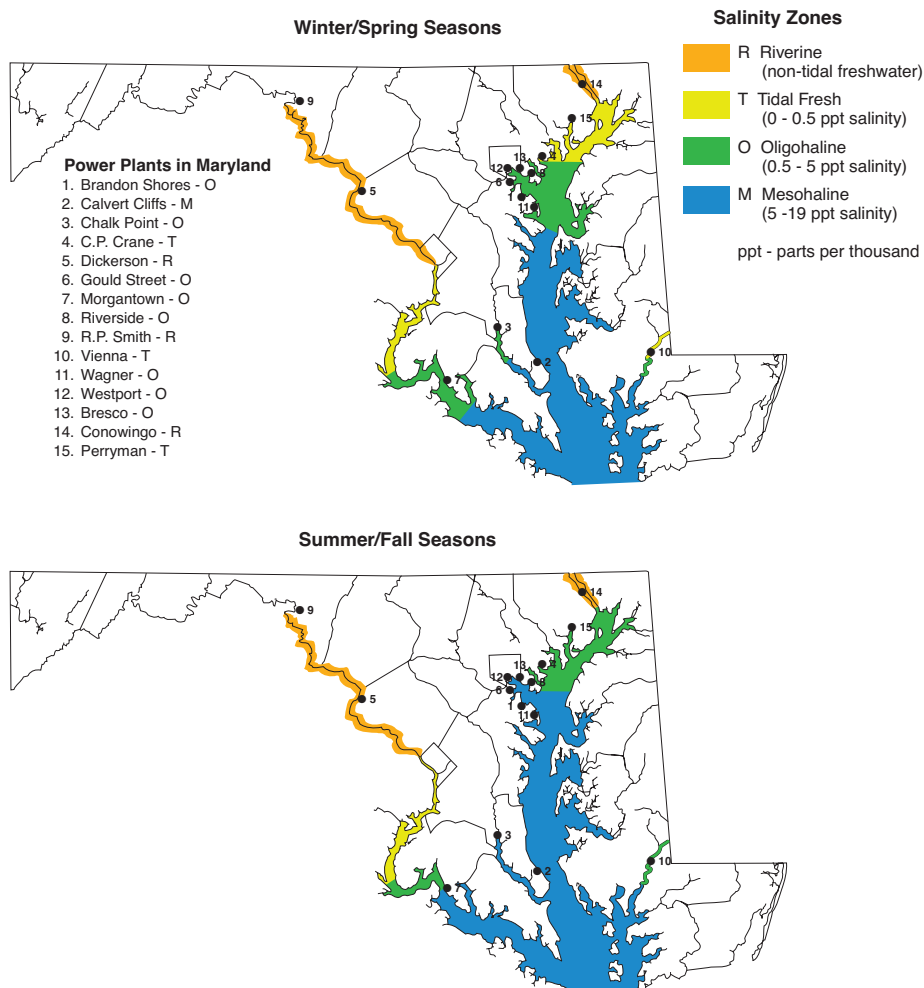 Winter/Spring Seasons
Salinity Zones
R Riverine
(non-tidal freshwater)
T Tidal Fresh
(0 - 0.5 ppt salinity)
O Oligohaline
(0.5 - 5 ppt salinity)
M Mesohaline
(5 -19 ppt salinity)
ppt - parts per thousand
Power Plants in Maryland
1. Brandon Shores - O
2. Calvert Cliffs - M
3. Chalk Point - O
4. C.P. Crane - T
5. Dickerson - R
6. Gould Street - O
7. Morgantown - O
8. Riverside - O
9. R.P. Smith - R
10. Vienna - T
11. Wagner - O
12. Westport - O
13. Bresco - O
14. Conowingo - R
15. Perryman - T
14
9
15
13
4
12
8
6
5
1
11
3
10
2
7
Summer/Fall Seasons
14
9
15
13
4
12
8
6
5
1
11
3
10
2
7